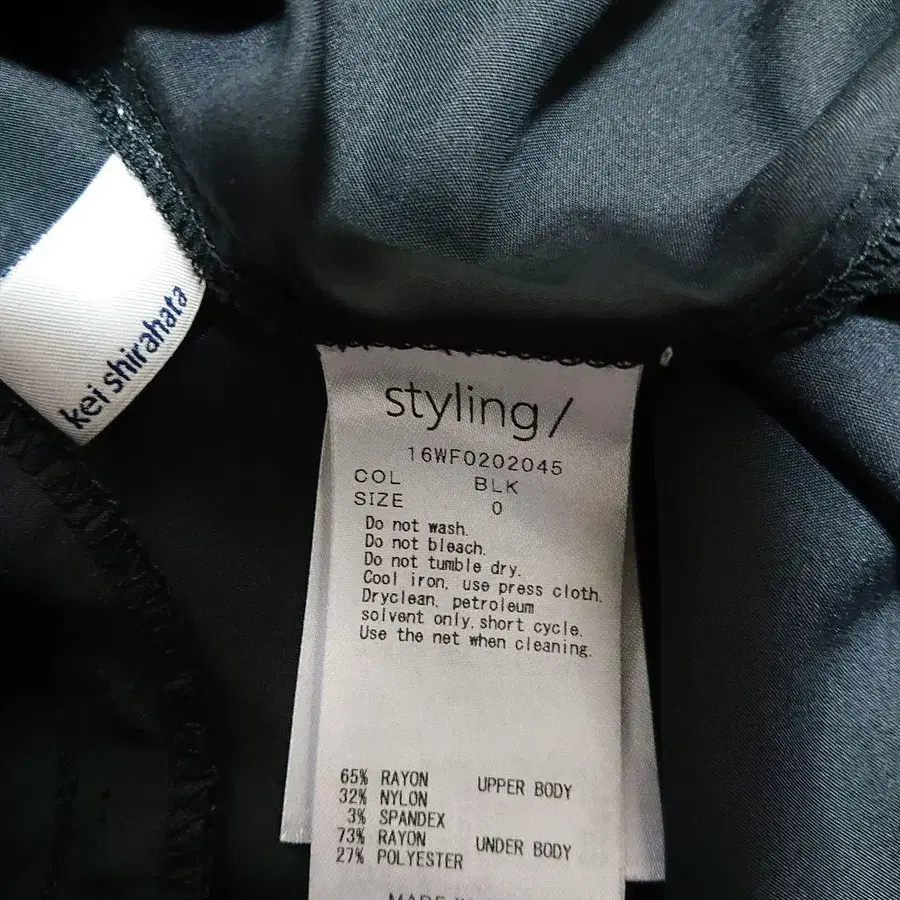 kei shirahata
styling/
16WF0202045
COL BLK
SIZE 0
Do not wash.
Do not bleach.
Do not tumble dry.
Cool iron, use press cloth.
Dryclean, petroleum
solvent only, short cycle.
Use the net when cleaning.
65% RAYON UPPER BODY
32% NYLON
3% SPANDEX
73% RAYON UNDER BODY
27% POLYESTER
MADE IN